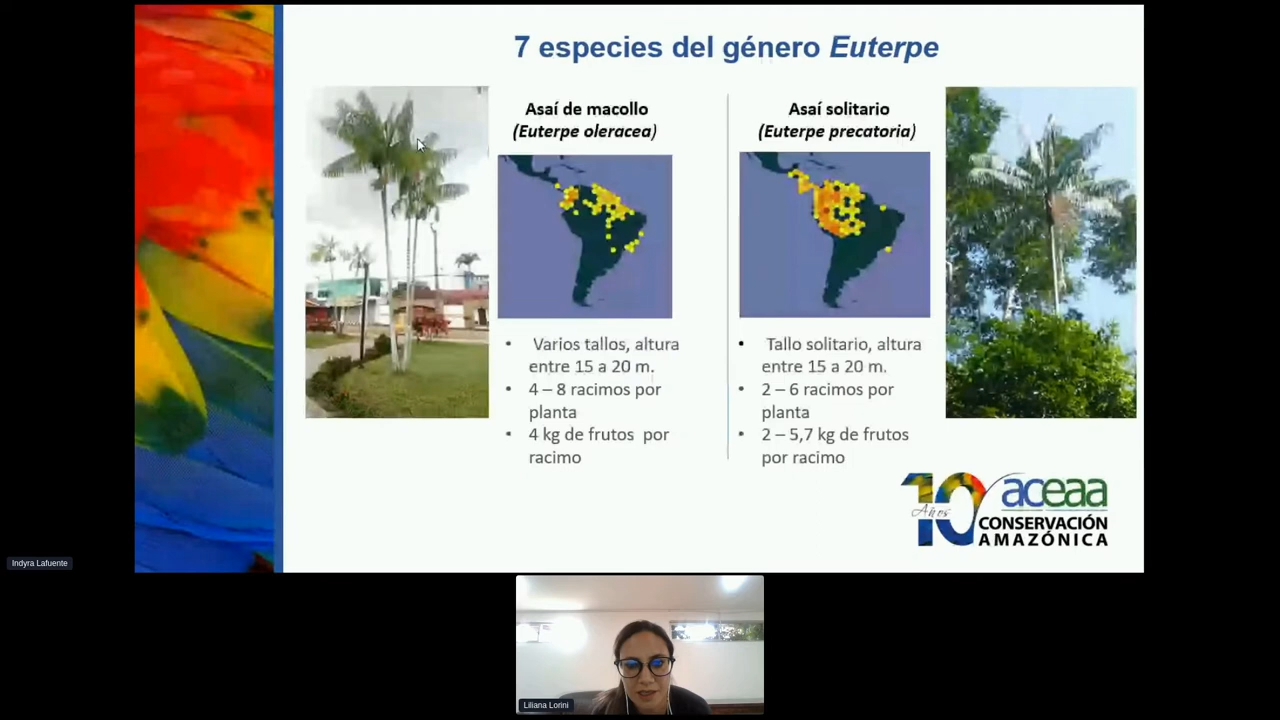 7 especies del género Euterpe
Asaí de macollo
(Euterpe oleracea)
• Varios tallos, altura
entre 15 a 20 m.
• 4 – 8 racimos por
planta
• 4 kg de frutos por
racimo
Asaí solitario
(Euterpe precatoria)
• Tallo solitario, altura
entre 15 a 20 m.
• 2 – 6 racimos por
planta
• 2 – 5,7 kg de frutos
por racimo
10 Años
aceaa
CONSERVACIÓN
AMAZÓNICA
Indyra Lafuente
Liliana Lorini